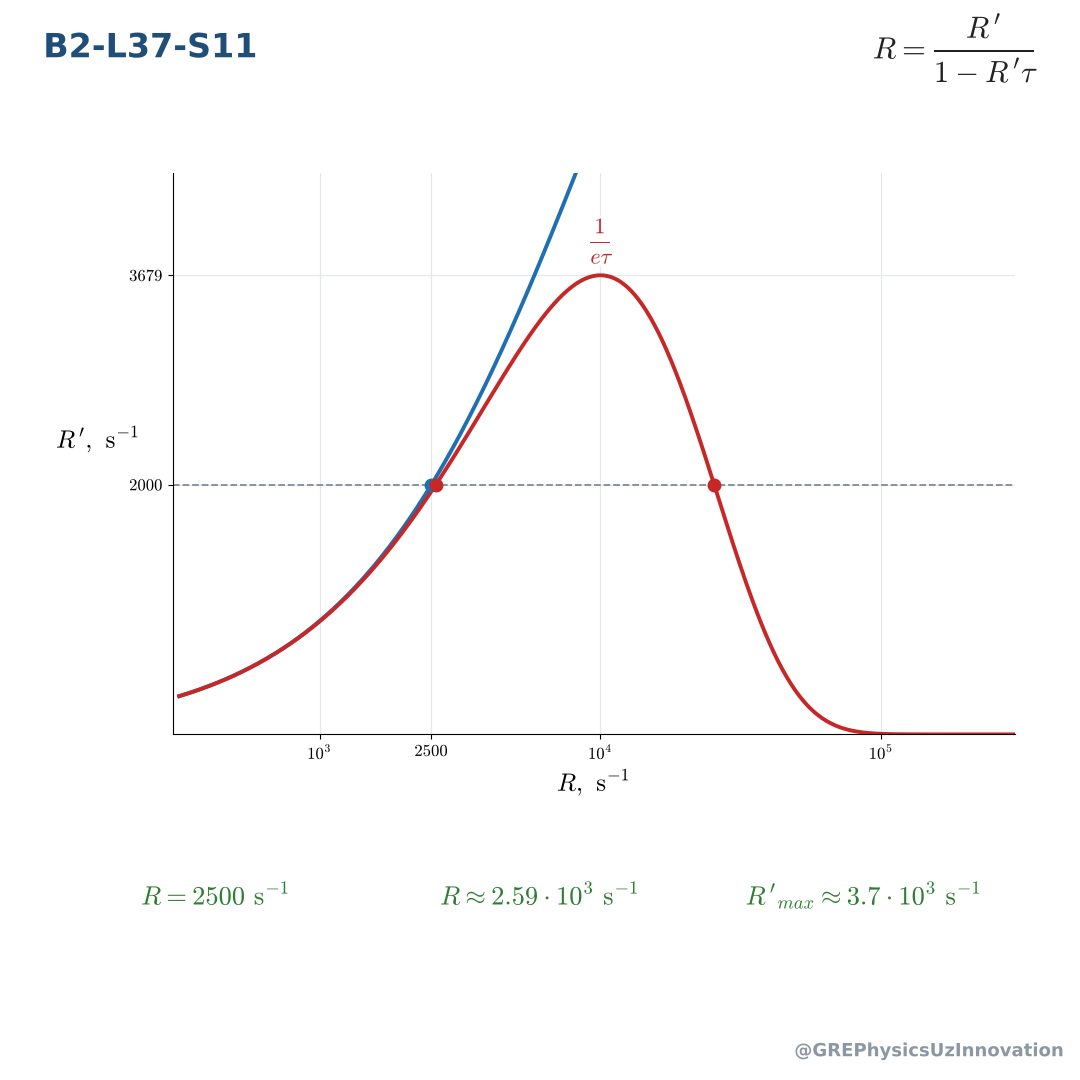 B2-L37-S11
R = R′ / (1 − R′τ)
1/(eτ)
3679
R′, s⁻¹
2000
10³ 2500 10⁴ 10⁵
R, s⁻¹
R = 2500 s⁻¹ R ≈ 2.59 · 10³ s⁻¹ R′ₘₐₓ ≈ 3.7 · 10³ s⁻¹
@GREPhysicsUzInnovation